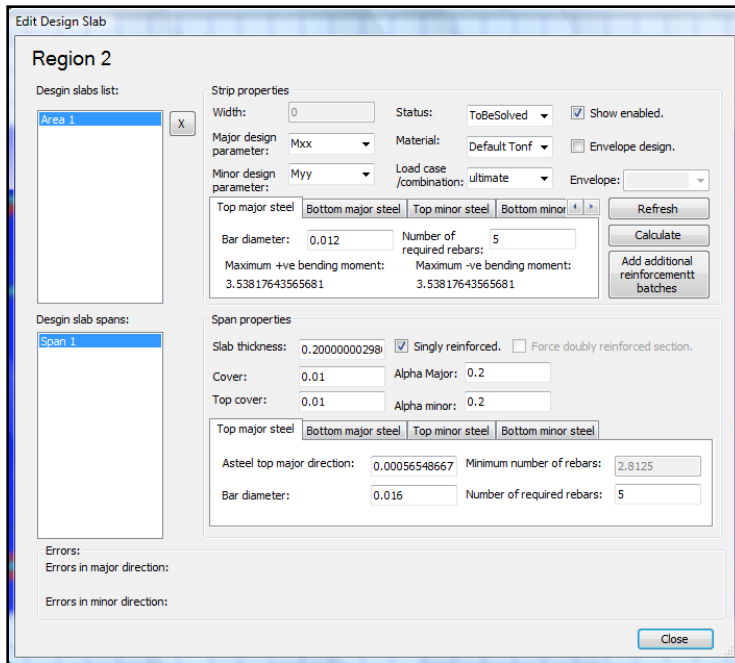 Edit Design Slab
Region 2
Desgin slabs list:
Area 1
X
Strip properties
Width: 0 Status: ToBeSolved Show enabled.
Major design parameter: Mxx Material: Default Tonf Envelope design.
Minor design parameter: Myy Load case /combination: ultimate Envelope:
Top major steel Bottom major steel Top minor steel Bottom minor
Refresh
Bar diameter: 0.012 Number of required rebars: 5
Calculate
Maximum +ve bending moment: Maximum -ve bending moment:
3.53817643565681 3.53817643565681
Add additional reinforcementt batches
Desgin slab spans:
Span 1
Span properties
Slab thickness: 0.2000000298 Singly reinforced. Force doubly reinforced section.
Cover: 0.01 Alpha Major: 0.2
Top cover: 0.01 Alpha minor: 0.2
Top major steel Bottom major steel Top minor steel Bottom minor steel
Asteel top major direction: 0.00056548667 Minimum number of rebars: 2.8125
Bar diameter: 0.016 Number of required rebars: 5
Errors:
Errors in major direction:
Errors in minor direction:
Close